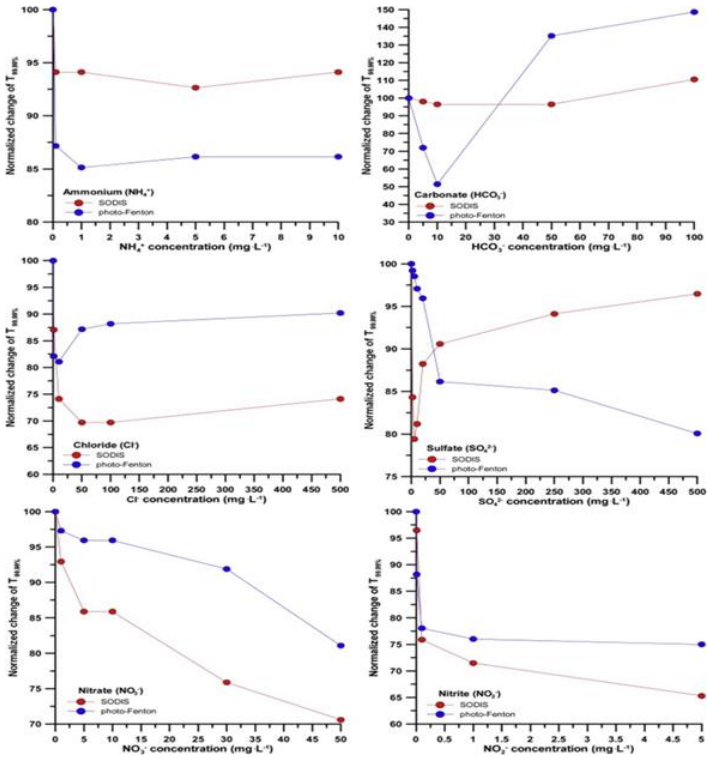 Normalized change of T99.99%
100
95
90
85
80
Ammonium (NH₄⁺)
SODIS
photo-Fenton
0 1 2 3 4 5 6 7 8 9 10
NH₄⁺ concentration (mg·L⁻¹)
Normalized change of T99.99%
150
140
130
120
110
100
90
80
70
60
50
40
30
Carbonate (HCO₃⁻)
SODIS
photo-Fenton
0 10 20 30 40 50 60 70 80 90 100
HCO₃⁻ concentration (mg·L⁻¹)
Normalized change of T99.99%
100
95
90
85
80
75
70
65
60
Chloride (Cl⁻)
SODIS
photo-Fenton
0 50 100 150 200 250 300 350 400 450 500
Cl⁻ concentration (mg·L⁻¹)
Normalized change of T99.99%
100
95
90
85
80
75
Sulfate (SO₄²⁻)
SODIS
photo-Fenton
0 50 100 150 200 250 300 350 400 450 500
SO₄²⁻ concentration (mg·L⁻¹)
Normalized change of T99.99%
100
95
90
85
80
75
70
Nitrate (NO₃⁻)
SODIS
photo-Fenton
0 5 10 15 20 25 30 35 40 45 50
NO₃⁻ concentration (mg·L⁻¹)
Normalized change of T99.99%
100
95
90
85
80
75
70
65
60
Nitrite (NO₂⁻)
SODIS
photo-Fenton
0 0.5 1 1.5 2 2.5 3 3.5 4 4.5 5
NO₂⁻ concentration (mg·L⁻¹)